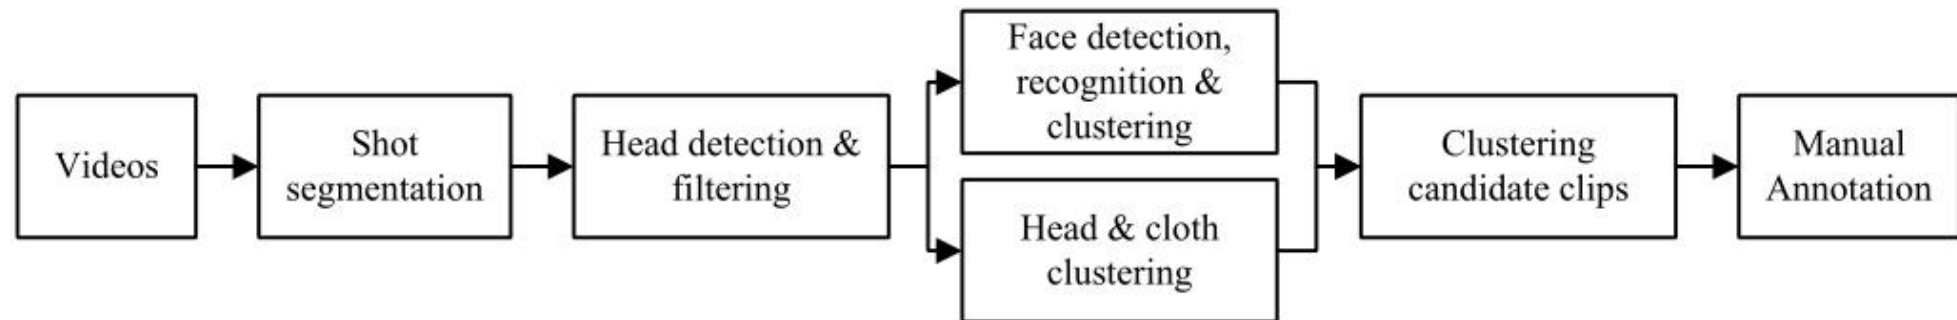 Videos
Shot
segmentation
Head detection &
filtering
Face detection,
recognition &
clustering
Head & cloth
clustering
Clustering
candidate clips
Manual
Annotation